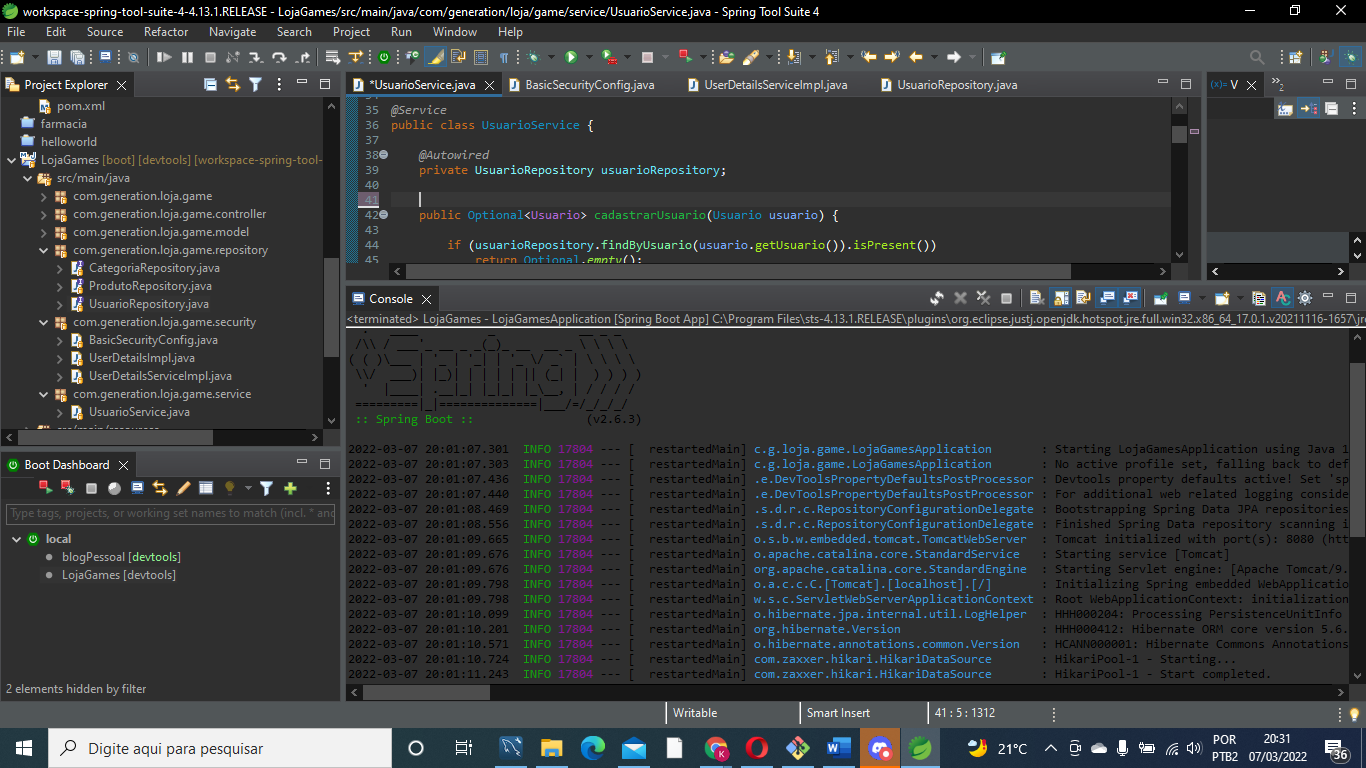 workspace-spring-tool-suite-4-4.13.1.RELEASE - LojaGames/src/main/java/com/generation/loja/game/service/UsuarioService.java - Spring Tool Suite 4
File Edit Source Refactor Navigate Search Project Run Window Help
Project Explorer
pom.xml
farmacia
helloworld
LojaGames [boot] [devtools] [workspace-spring-tool-
src/main/java
com.generation.loja.game
com.generation.loja.game.controller
com.generation.loja.game.model
com.generation.loja.game.repository
CategoriaRepository.java
ProdutoRepository.java
UsuarioRepository.java
com.generation.loja.game.security
BasicSecurityConfig.java
UserDetailsImpl.java
UserDetailsServiceImpl.java
com.generation.loja.game.service
UsuarioService.java
src/main/resources
*UsuarioService.java BasicSecurityConfig.java UserDetailsServiceImpl.java UsuarioRepository.java
(x)= V
2
35 @Service
36 public class UsuarioService {
37
38 @Autowired
39 private UsuarioRepository usuarioRepository;
40
41
42 public Optional<Usuario> cadastrarUsuario(Usuario usuario) {
43
44 if (usuarioRepository.findByUsuario(usuario.getUsuario()).isPresent())
45 return Optional.empty();
Console
<terminated> LojaGames - LojaGamesApplication [Spring Boot App] C:\Program Files\sts-4.13.1.RELEASE\plugins\org.eclipse.justj.openjdk.hotspot.jre.full.win32.x86_64_17.0.1.v20211116-1657\jre
Spring
:: Spring Boot :: (v2.6.3)
2022-03-07 20:01:07.301 INFO 17804 --- [ restartedMain] c.g.loja.game.LojaGamesApplication : Starting LojaGamesApplication using Java 1
2022-03-07 20:01:07.303 INFO 17804 --- [ restartedMain] c.g.loja.game.LojaGamesApplication : No active profile set, falling back to def
2022-03-07 20:01:07.436 INFO 17804 --- [ restartedMain] .e.DevToolsPropertyDefaultsPostProcessor : Devtools property defaults active! Set 'sp
2022-03-07 20:01:07.440 INFO 17804 --- [ restartedMain] .e.DevToolsPropertyDefaultsPostProcessor : For additional web related logging conside
2022-03-07 20:01:08.469 INFO 17804 --- [ restartedMain] .s.d.r.c.RepositoryConfigurationDelegate : Bootstrapping Spring Data JPA repositories
2022-03-07 20:01:08.556 INFO 17804 --- [ restartedMain] .s.d.r.c.RepositoryConfigurationDelegate : Finished Spring Data repository scanning i
2022-03-07 20:01:09.665 INFO 17804 --- [ restartedMain] o.s.b.w.embedded.tomcat.TomcatWebServer : Tomcat initialized with port(s): 8080 (htt
2022-03-07 20:01:09.676 INFO 17804 --- [ restartedMain] o.apache.catalina.core.StandardService : Starting service [Tomcat]
2022-03-07 20:01:09.676 INFO 17804 --- [ restartedMain] org.apache.catalina.core.StandardEngine : Starting Servlet engine: [Apache Tomcat/9.
2022-03-07 20:01:09.798 INFO 17804 --- [ restartedMain] o.a.c.c.C.[Tomcat].[localhost].[/] : Initializing Spring embedded WebApplicatio
2022-03-07 20:01:09.798 INFO 17804 --- [ restartedMain] w.s.c.ServletWebServerApplicationContext : Root WebApplicationContext: initialization
2022-03-07 20:01:10.099 INFO 17804 --- [ restartedMain] o.hibernate.jpa.internal.util.LogHelper : HHH000204: Processing PersistenceUnitInfo
2022-03-07 20:01:10.201 INFO 17804 --- [ restartedMain] org.hibernate.Version : HHH000412: Hibernate ORM core version 5.6.
2022-03-07 20:01:10.571 INFO 17804 --- [ restartedMain] o.hibernate.annotations.common.Version : HCANN000001: Hibernate Commons Annotations
2022-03-07 20:01:10.724 INFO 17804 --- [ restartedMain] com.zaxxer.hikari.HikariDataSource : HikariPool-1 - Starting...
2022-03-07 20:01:11.243 INFO 17804 --- [ restartedMain] com.zaxxer.hikari.HikariDataSource : HikariPool-1 - Start completed.
Boot Dashboard
Type tags, projects, or working set names to match (incl. * and
local
blogPessoal [devtools]
LojaGames [devtools]
2 elements hidden by filter
Writable Smart Insert 41 : 5 : 1312
Digite aqui para pesquisar
21°C
POR
PTB2
20:31
07/03/2022
36